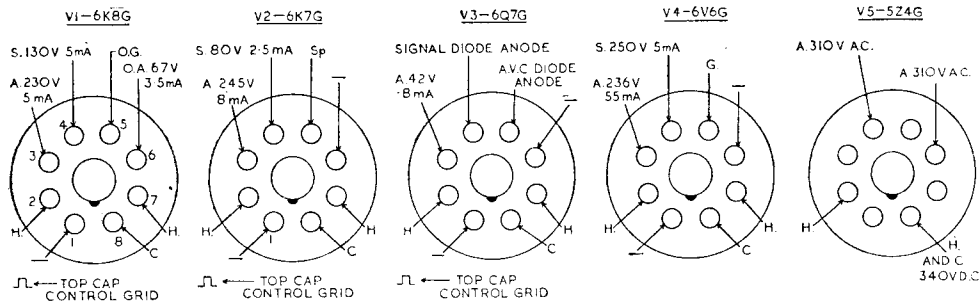 V1-6K8G
S.130V 5mA
O.G.
A.230V
5mA
O.A.67V
3·5mA
4
5
3
6
2
7
1
8
H.
H.
C
TOP CAP
CONTROL GRID
V2-6K7G
S.80V 2·5mA
Sp
A. 245V
8mA
H
H
1
C
TOP CAP
CONTROL GRID
V3-6Q7G
SIGNAL DIODE ANODE
A.42V
·8mA
A.V.C DIODE
ANODE
H
H
C
TOP CAP
CONTROL GRID
V4-6V6G
S.250V 5mA
G.
A.236V
55mA
H
H
C
V5-5Z4G
A.310V A.C.
A.310V A.C.
H.
AND C
340V D.C